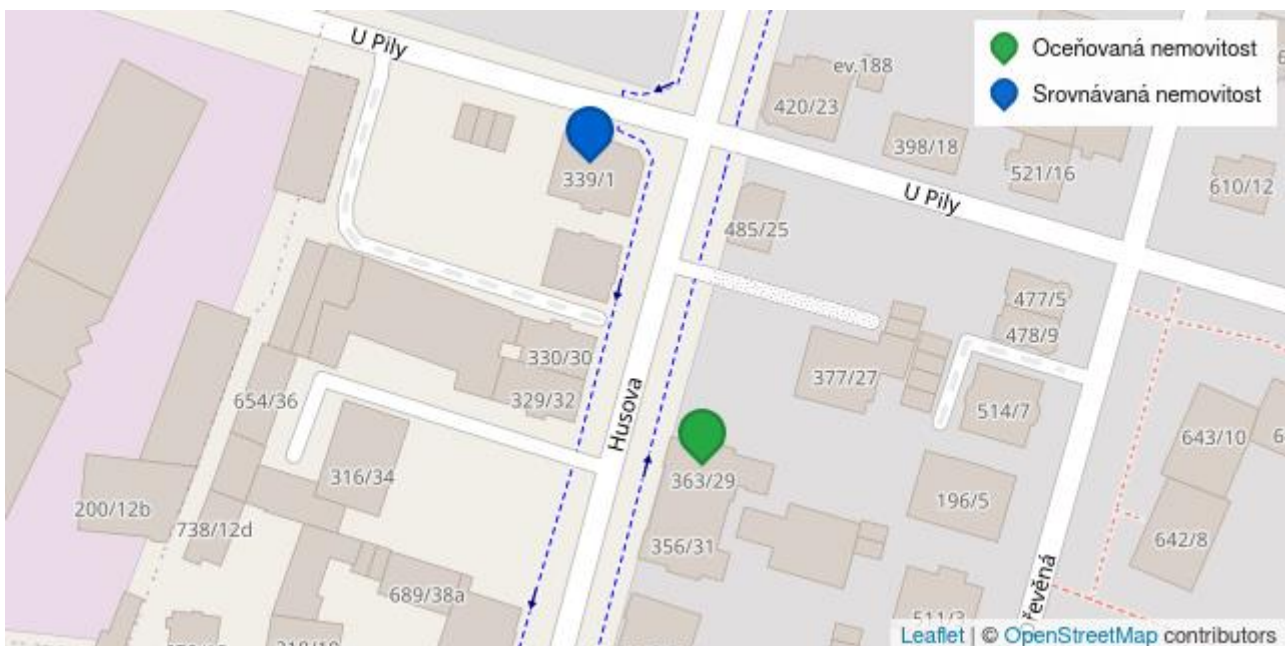 U Pily
Oceňovaná nemovitost
Srovnávaná nemovitost
ev.188
420/23
398/18
521/16
610/12
339/1
U Pily
485/25
477/5
478/9
330/30
377/27
329/32
654/36
514/7
Husova
643/10
316/34
363/29
196/5
200/12b
738/12d
356/31
642/8
689/38a
511/3
Leaflet | © OpenStreetMap contributors